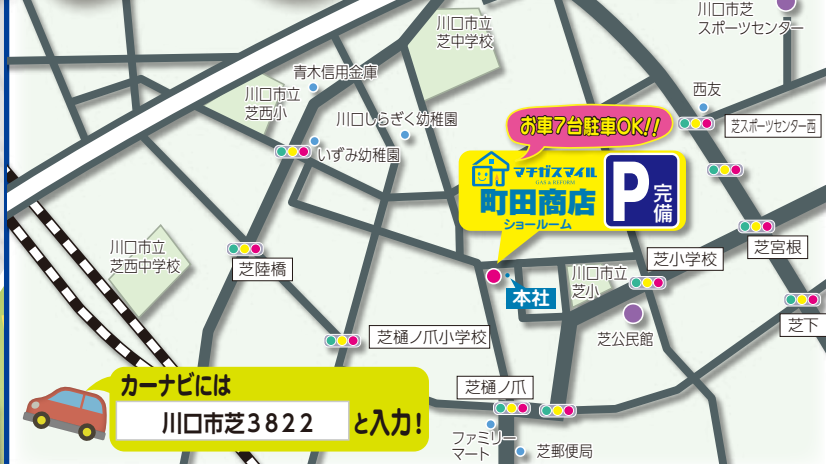 川口市芝
スポーツセンター
川口市立
芝中学校
青木信用金庫
川口市立
芝西小
川口しらぎく幼稚園
いずみ幼稚園
西友
芝スポーツセンター西
お車7台駐車OK!!
マチガスマイル
GAS & REFORM
町田商店
ショールーム
P
完備
芝宮根
芝小学校
川口市立
芝西中学校
芝陸橋
川口市立
芝小
本社
芝下
芝公民館
芝樋ノ爪小学校
芝樋ノ爪
カーナビには
川口市芝3822
と入力!
ファミリー
マート
芝郵便局